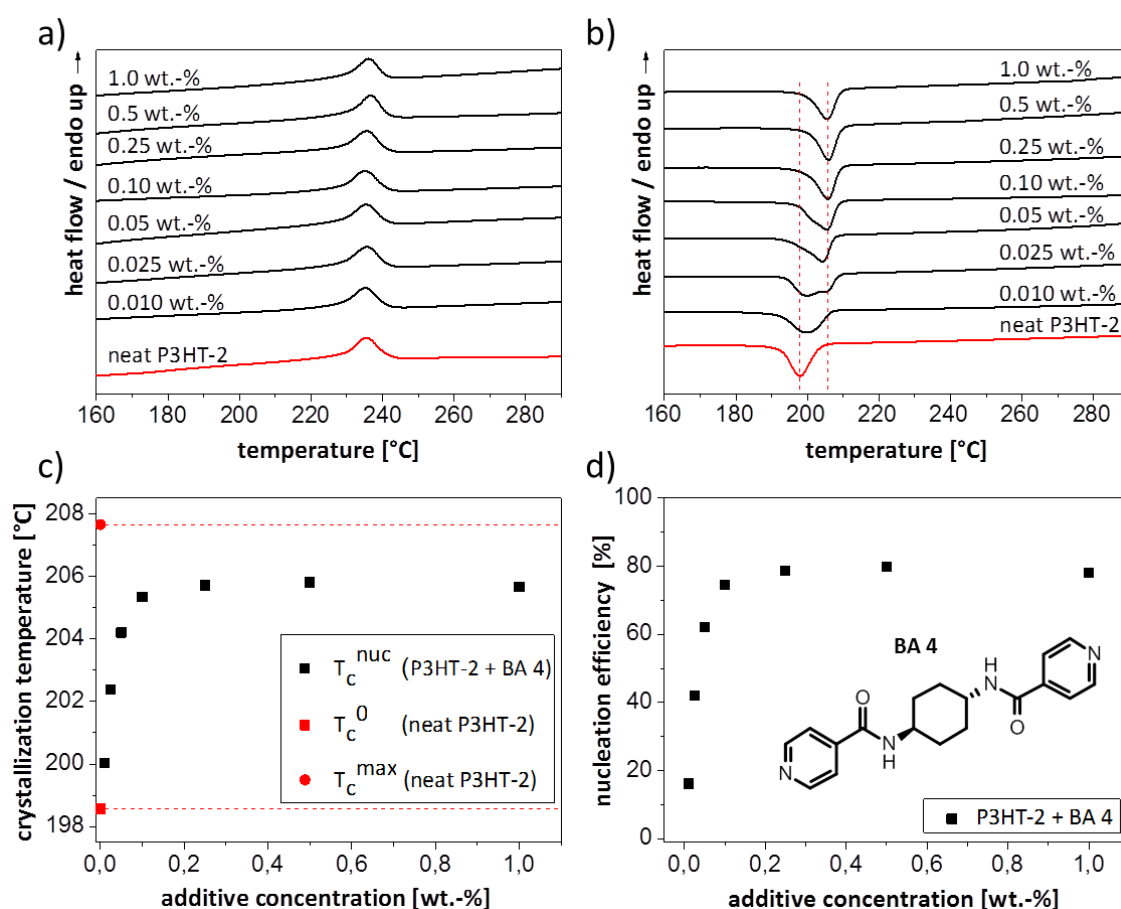 a)
heat flow / endo up →
1.0 wt.-%
0.5 wt.-%
0.25 wt.-%
0.10 wt.-%
0.05 wt.-%
0.025 wt.-%
0.010 wt.-%
neat P3HT-2
160 180 200 220 240 260 280
temperature [°C]
b)
heat flow / endo up →
1.0 wt.-%
0.5 wt.-%
0.25 wt.-%
0.10 wt.-%
0.05 wt.-%
0.025 wt.-%
0.010 wt.-%
neat P3HT-2
160 180 200 220 240 260 280
temperature [°C]
c)
crystallization temperature [°C]
208
206
204
202
200
198
T_c^nuc (P3HT-2 + BA 4)
T_c^0 (neat P3HT-2)
T_c^max (neat P3HT-2)
0,0 0,2 0,4 0,6 0,8 1,0
additive concentration [wt.-%]
d)
nucleation efficiency [%]
100
80
60
40
20
0
BA 4
N
H
N
O
O
N
H
N
P3HT-2 + BA 4
0,0 0,2 0,4 0,6 0,8 1,0
additive concentration [wt.-%]